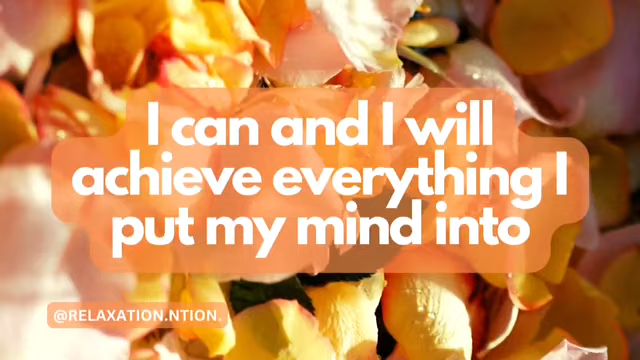 I can and I will
achieve everything I
put my mind into
@RELAXATION.NTION